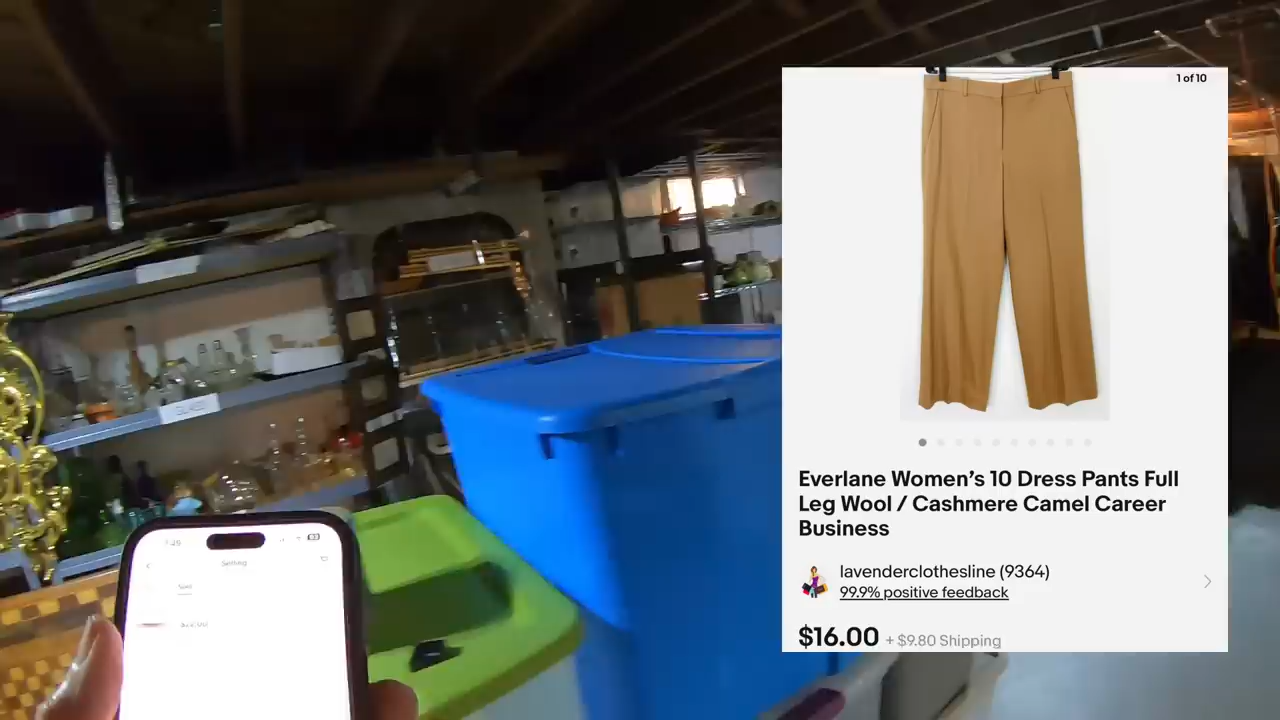 1 of 10
Everlane Women's 10 Dress Pants Full
Leg Wool / Cashmere Camel Career
Business
lavenderclothesline (9364)
99.9% positive feedback
$16.00 + $9.80 Shipping
GLASS
Selling